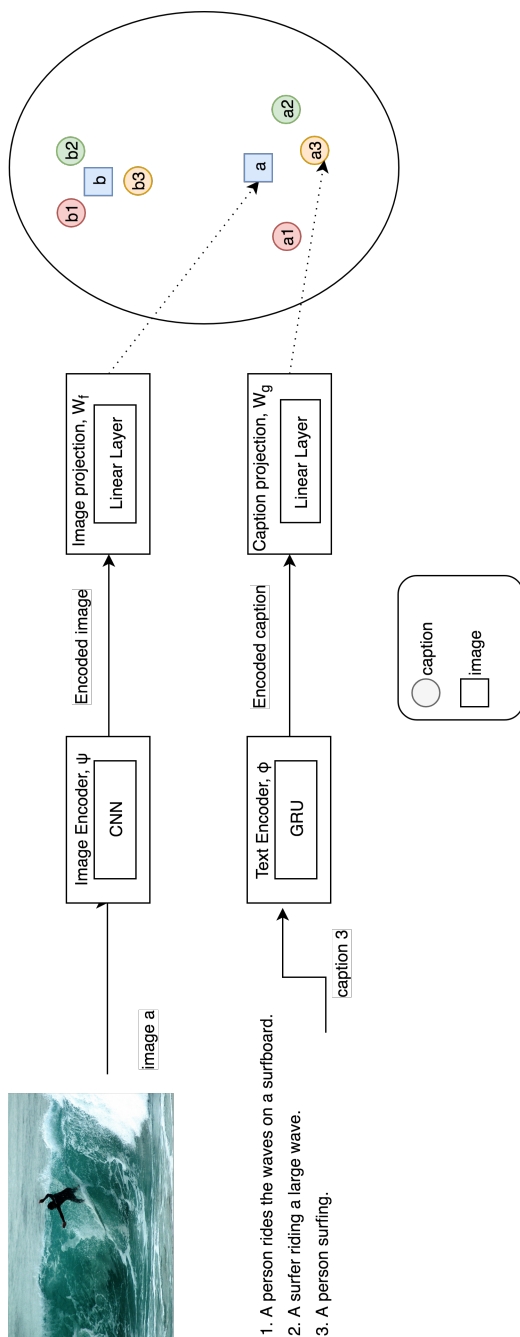 image a
Image Encoder, ψ
CNN
Encoded image
Image projection, W_f
Linear Layer
1. A person rides the waves on a surfboard.
2. A surfer riding a large wave.
3. A person surfing.
caption 3
Text Encoder, ϕ
GRU
Encoded caption
Caption projection, W_g
Linear Layer
b1
b2
b
b3
a
a1
a2
a3
caption
image